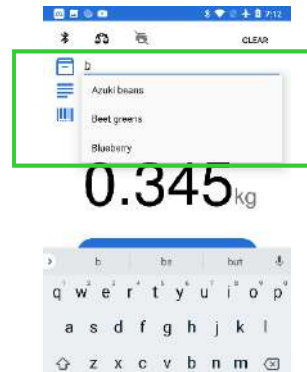 7:12
CLEAR
b
Azuki beans
Beet greens
Blueberry
0.345kg
b be but
q w e r t y u i o p
a s d f g h j k l
z x c v b n m